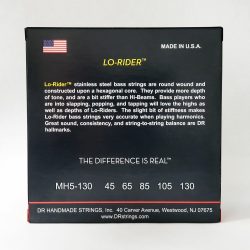 MADE IN U.S.A.
LO-RIDER™
Lo-Rider™ stainless steel bass strings are round wound and
constructed upon a hexagonal core. They provide more depth
of tone, and are a bit stiffer than Hi-Beams. Bass players who
are into slapping, popping, and tapping will love the highs as
well as depths of Lo-Riders. The slight addition of stiffness makes
Lo-Rider bass strings very accurate when playing harmonics.
Great sound, consistency, and string-to-string balance are DR
hallmarks.
THE DIFFERENCE IS REAL™
MH5-130 45 65 85 105 130
DR HANDMADE STRINGS, Inc. 40 Carver Avenue, Westwood, NJ 07675
www.DRstrings.com